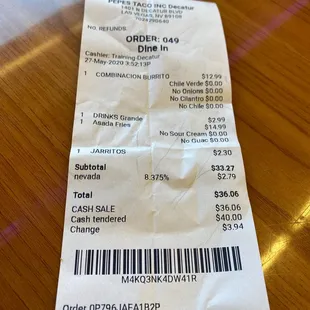 PEPES TACO INC Decatur
1401 N DECATUR BLVD
LAS VEGAS, NV 89108
7026290640
NO REFUNDS.
ORDER: 049
Dine In
Cashier: Training Decatur
27-May-2020 3:52:13P
1 COMBINACION BURRITO $12.99
Chile Verde $0.00
No Onions $0.00
No Cilantro $0.00
No Chile $0.00
1 DRINKS Grande $2.99
1 Asada Fries $14.99
No Sour Cream $0.00
No Guac $0.00
1 JARRITOS $2.30
Subtotal $33.27
nevada 8.375% $2.79
Total $36.06
CASH SALE $36.06
Cash tendered $40.00
Change $3.94
M4KQ3NK4DW41R
Order 0P796JAEA1B2P